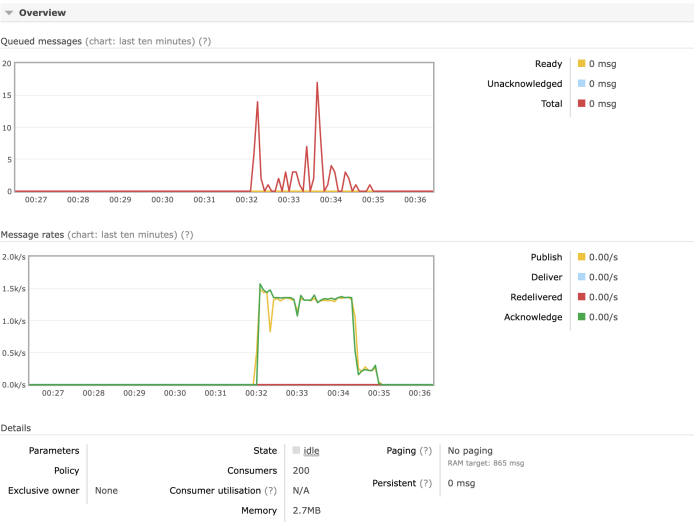 Overview
Queued messages (chart: last ten minutes) (?)
20
15
10
5
0
00:27 00:28 00:29 00:30 00:31 00:32 00:33 00:34 00:35 00:36
Ready 0 msg
Unacknowledged 0 msg
Total 0 msg
Message rates (chart: last ten minutes) (?)
2.0k/s
1.5k/s
1.0k/s
0.5k/s
0.0k/s
00:27 00:28 00:29 00:30 00:31 00:32 00:33 00:34 00:35 00:36
Publish 0.00/s
Deliver 0.00/s
Redelivered 0.00/s
Acknowledge 0.00/s
Details
Parameters
Policy
Exclusive owner None
State idle
Consumers 200
Consumer utilisation (?) N/A
Memory 2.7MB
Paging (?) No paging
RAM target: 865 msg
Persistent (?) 0 msg